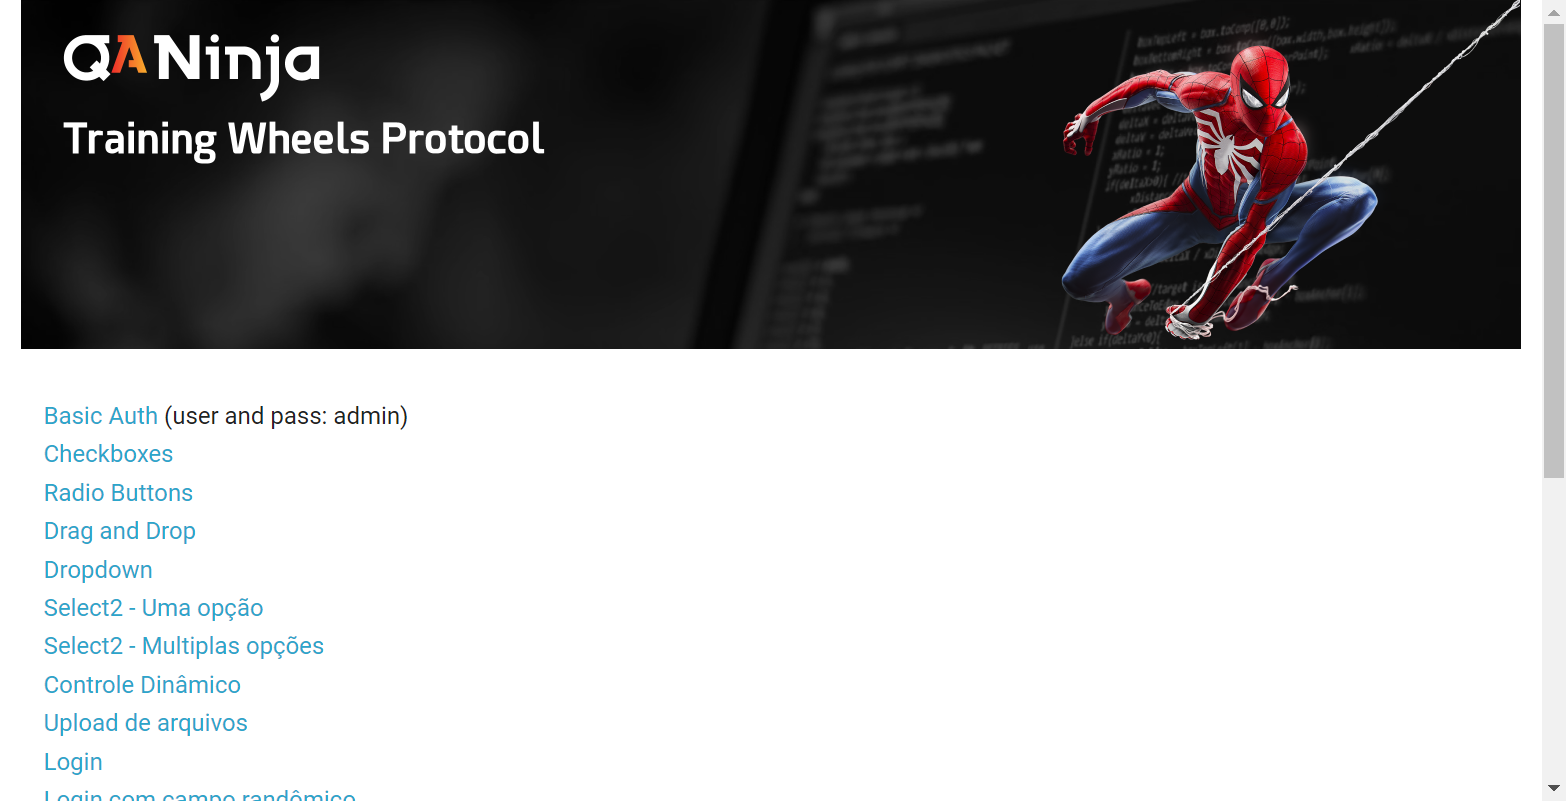 QANinja
Training Wheels Protocol
Basic Auth (user and pass: admin)
Checkboxes
Radio Buttons
Drag and Drop
Dropdown
Select2 - Uma opção
Select2 - Multiplas opções
Controle Dinâmico
Upload de arquivos
Login
Login com campo randômico